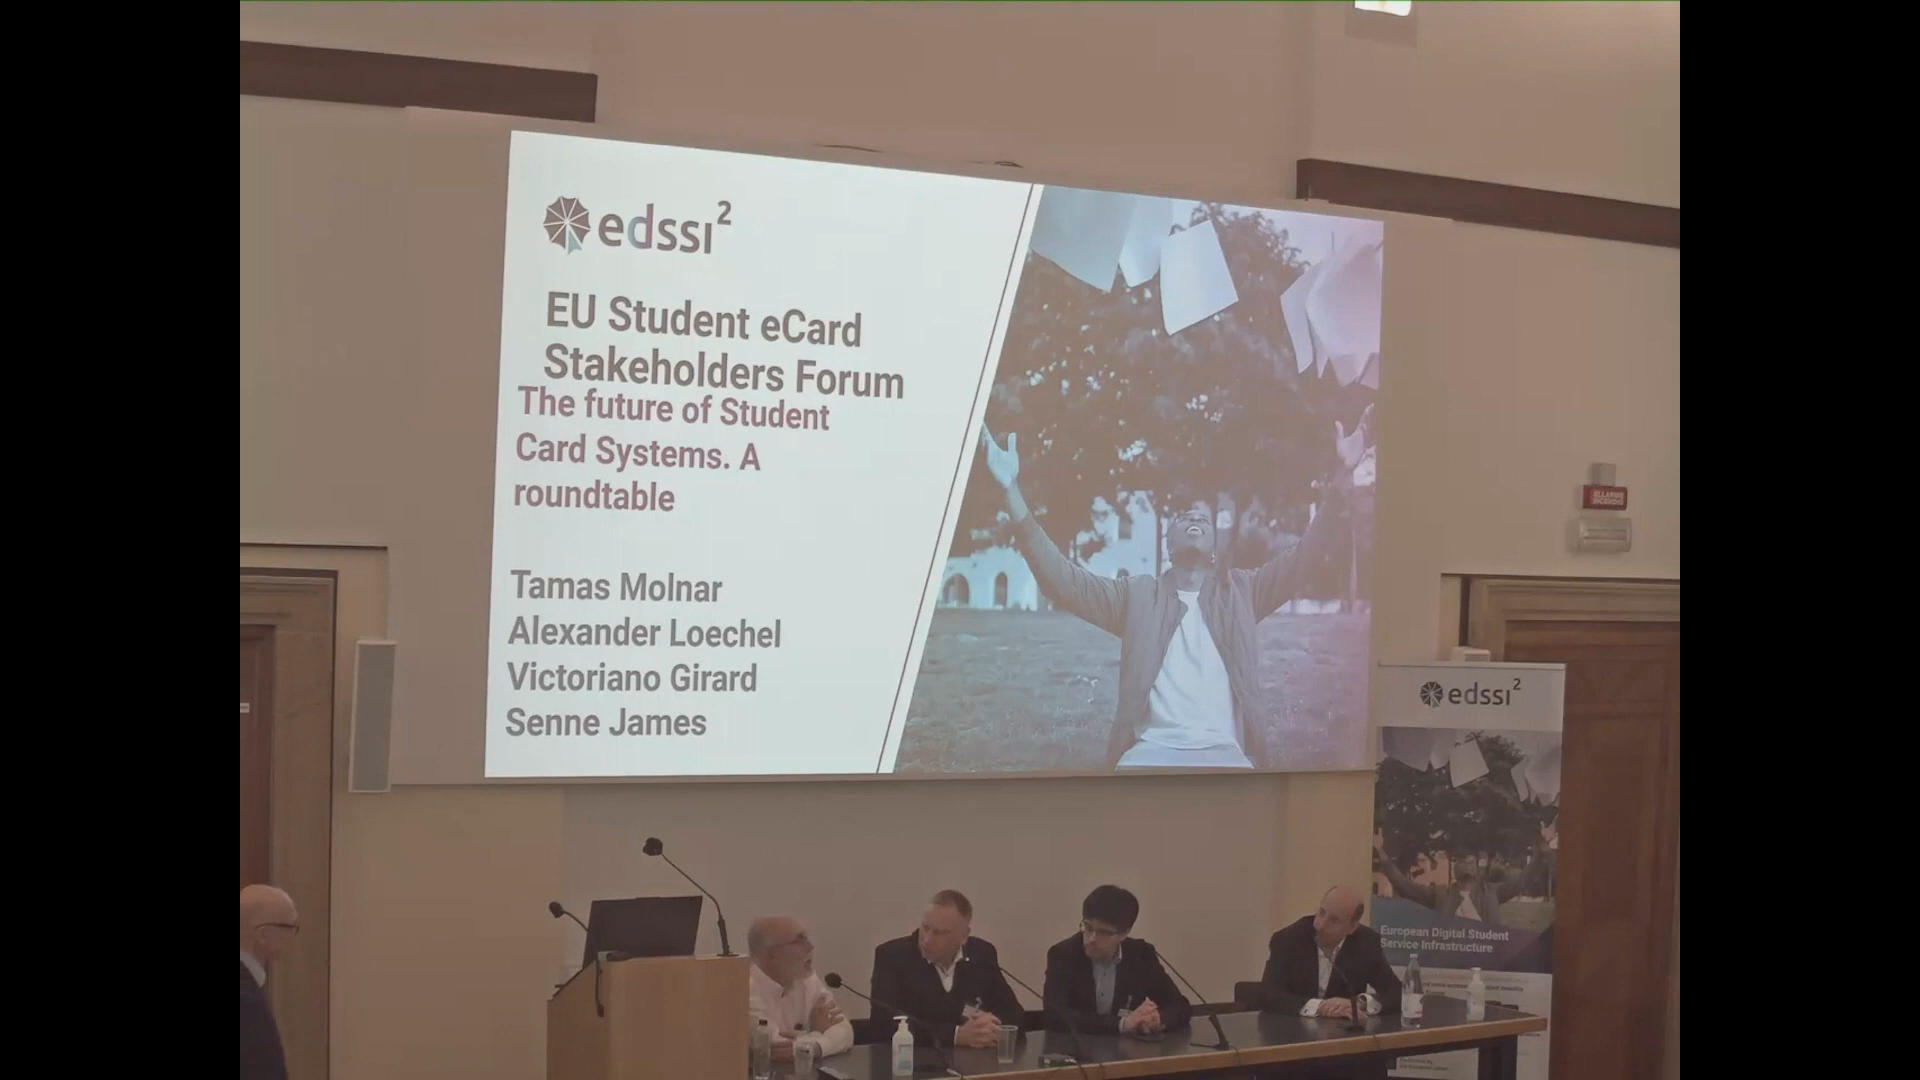 edssi²
EU Student eCard
Stakeholders Forum
The future of Student
Card Systems. A
roundtable
Tamas Molnar
Alexander Loechel
Victoriano Girard
Senne James
edssi²
European Digital Student
Service Infrastructure